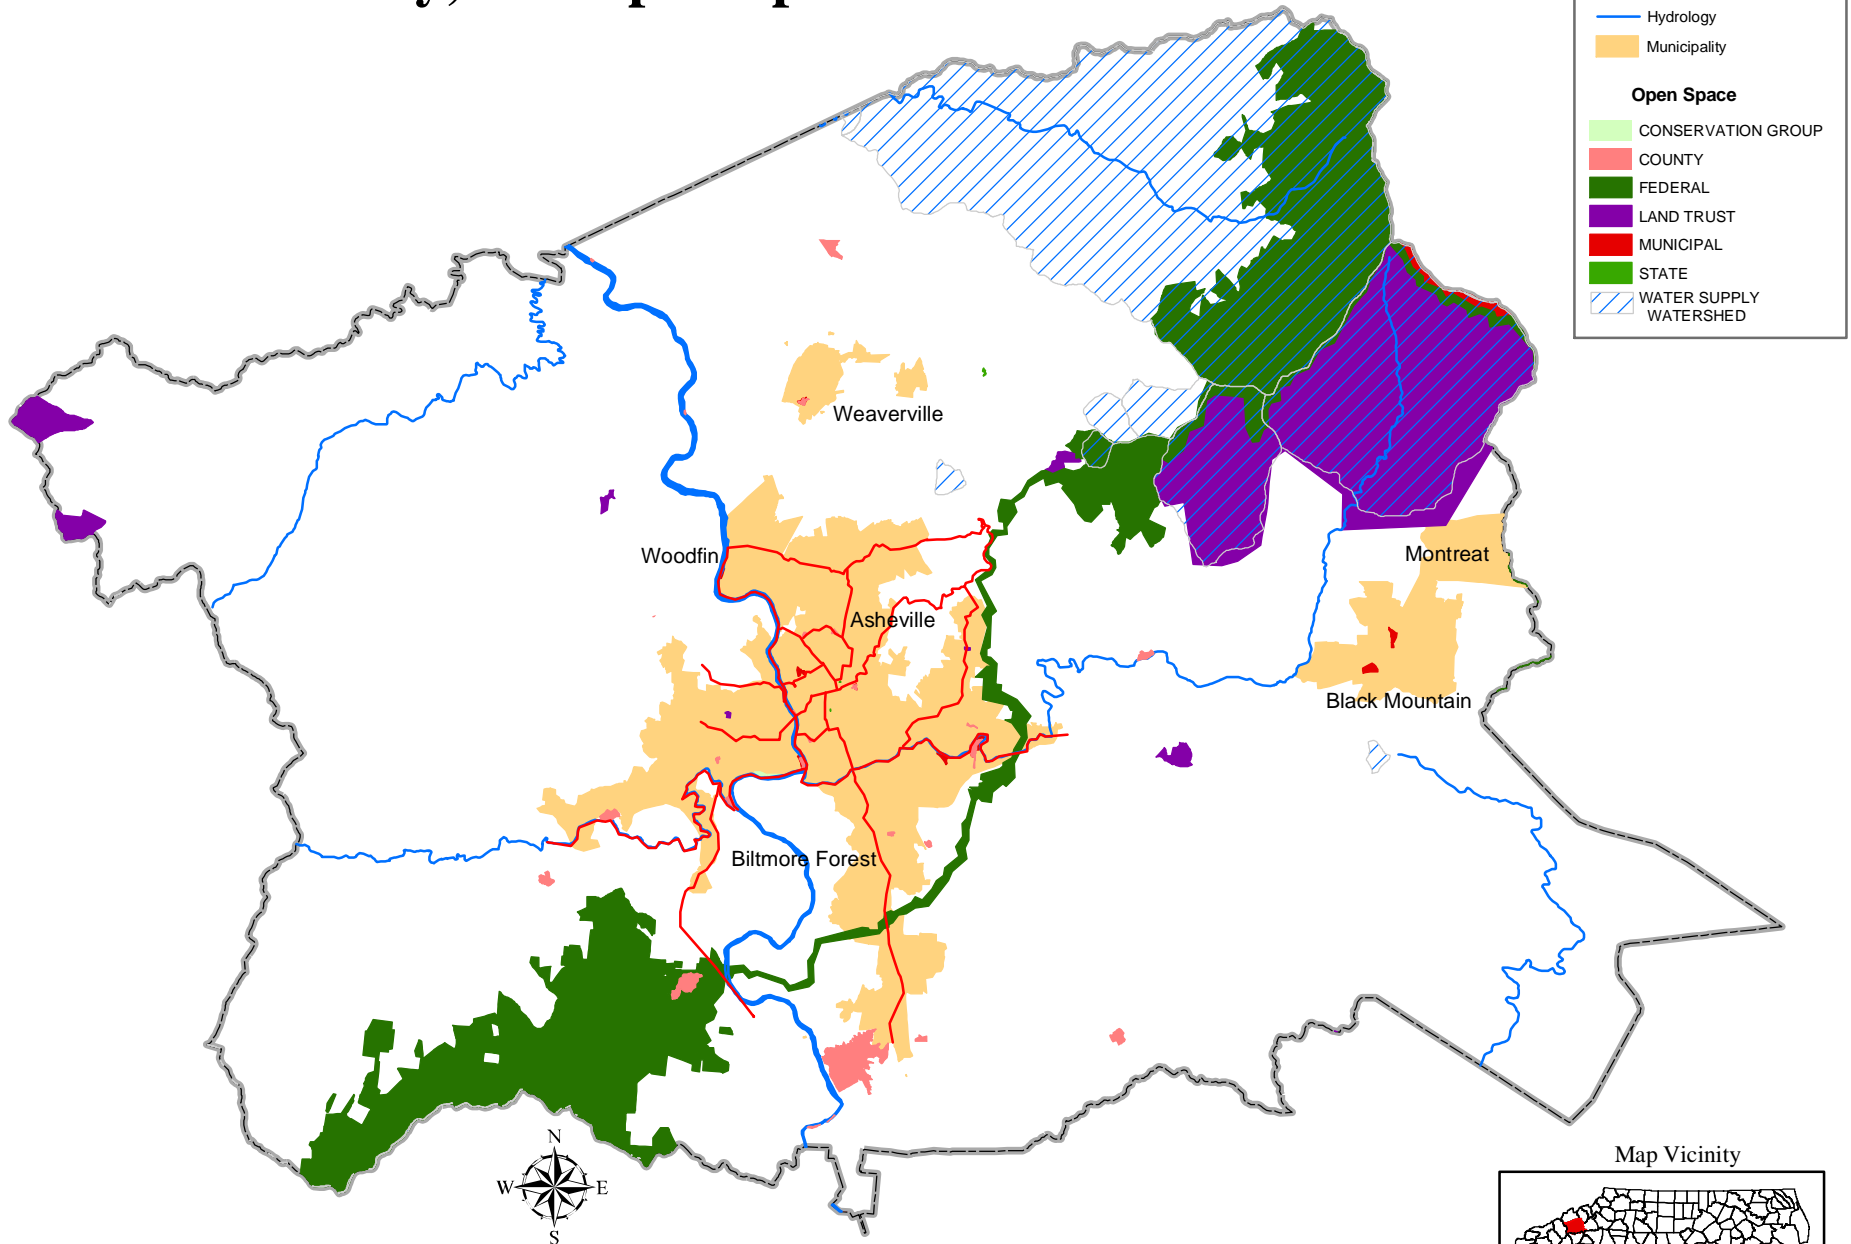 Hydrology
Municipality
Open Space
CONSERVATION GROUP
COUNTY
FEDERAL
LAND TRUST
MUNICIPAL
STATE
WATER SUPPLY
WATERSHED
Weaverville
Woodfin
Montreat
Asheville
Black Mountain
Biltmore Forest
N
W
E
S
Map Vicinity